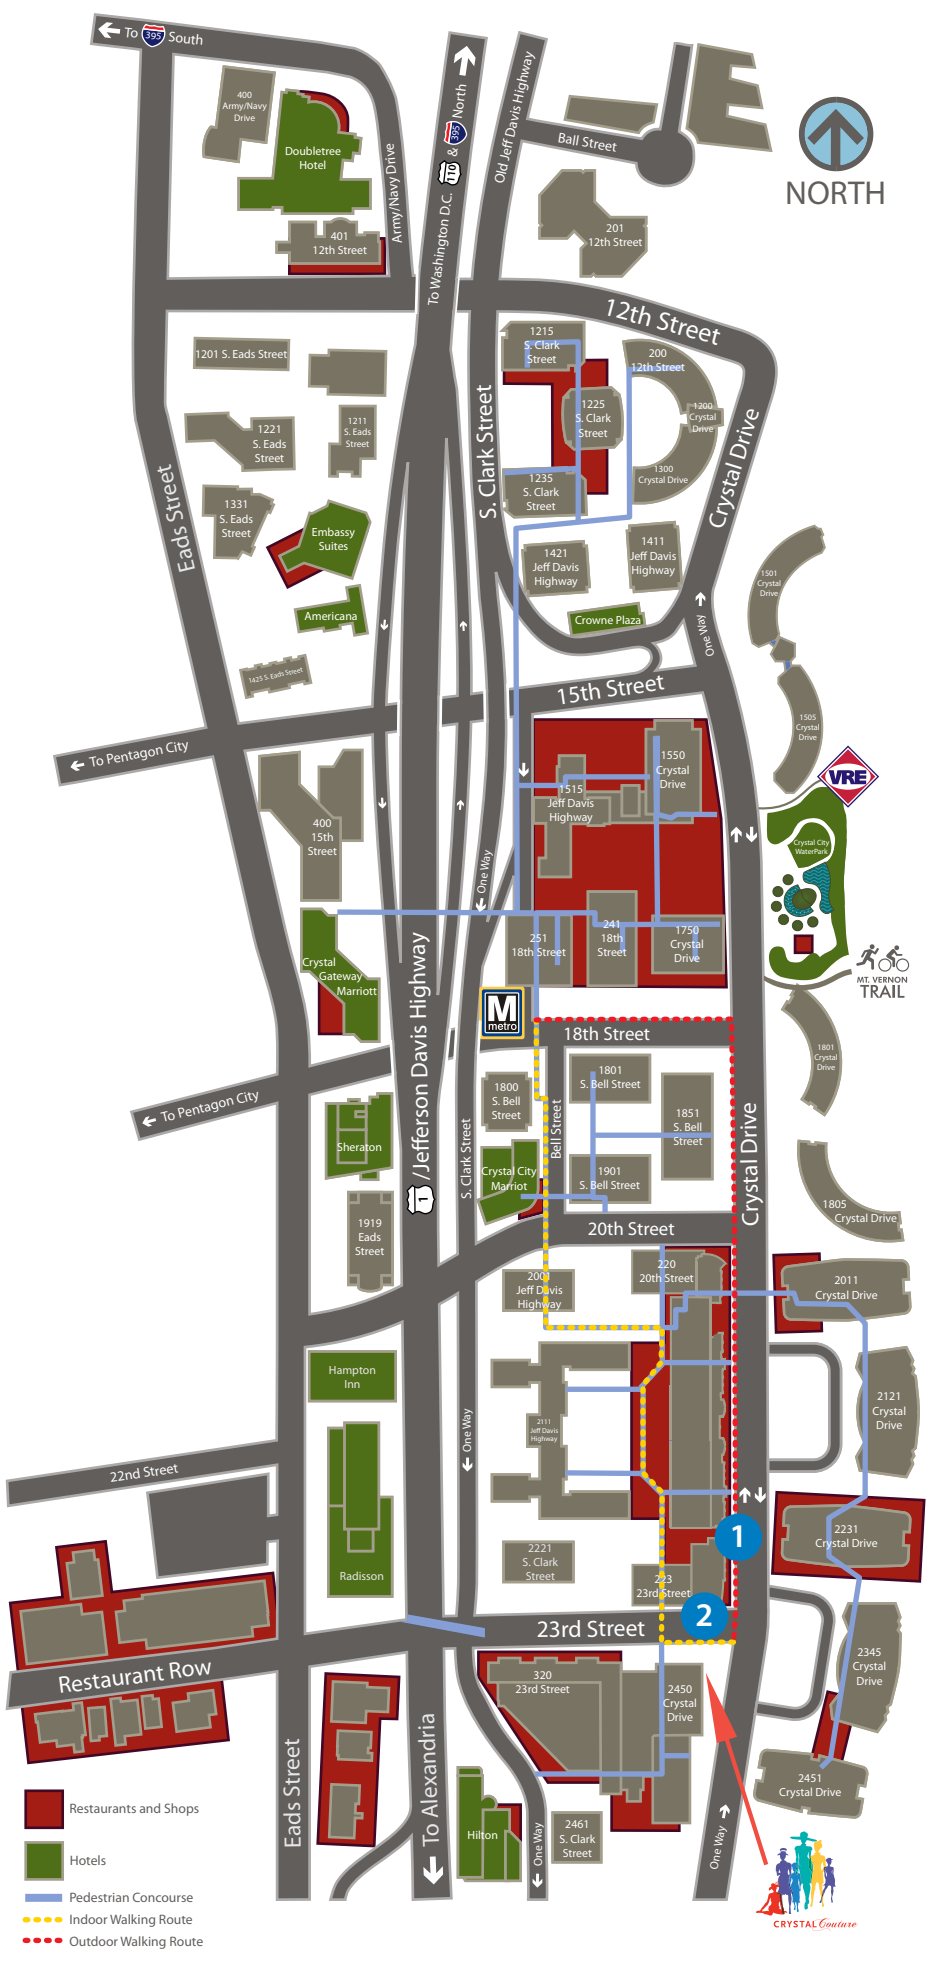 To 395 South
400
Army/Navy
Drive
Doubletree
Hotel
401
12th Street
Army/Navy Drive
To Washington D.C. 110 & 395 North
Old Jeff Davis Highway
Ball Street
201
12th Street
NORTH
12th Street
1201 S. Eads Street
1221
S. Eads
Street
1211
S. Eads
Street
1331
S. Eads
Street
Embassy
Suites
Americana
1425 S. Eads Street
Eads Street
S. Clark Street
1215
S. Clark
Street
1225
S. Clark
Street
1235
S. Clark
Street
200
12th Street
1200
Crystal
Drive
1300
Crystal Drive
Crystal Drive
1421
Jeff Davis
Highway
1411
Jeff Davis
Highway
Crowne Plaza
One Way
1501
Crystal
Drive
1505
Crystal
Drive
15th Street
To Pentagon City
VRE
400
15th
Street
1550
Crystal
Drive
1515
Jeff Davis
Highway
One Way
Crystal City
WaterPark
251
18th Street
241
18th
Street
1750
Crystal
Drive
Crystal
Gateway
Marriott
MT. VERNON
TRAIL
M
metro
18th Street
To Pentagon City
1/Jefferson Davis Highway
1801
Crystal
Drive
1800
S. Bell
Street
1801
S. Bell Street
1851
S. Bell
Street
Bell Street
S. Clark Street
Crystal Drive
Sheraton
Crystal City
Marriot
1901
S. Bell Street
1805
Crystal Drive
1919
Eads
Street
20th Street
220
20th Street
2001
Jeff Davis
Highway
2011
Crystal Drive
Hampton
Inn
2121
Crystal
Drive
2111
Jeff Davis
Highway
One Way
22nd Street
1
2221
S. Clark
Street
2231
Crystal Drive
Radisson
223
23rd Street
2
23rd Street
Restaurant Row
320
23rd Street
2450
Crystal
Drive
2345
Crystal
Drive
2451
Crystal Drive
Eads Street
To Alexandria
Hilton
One Way
2461
S. Clark
Street
One Way
Restaurants and Shops
Hotels
Pedestrian Concourse
Indoor Walking Route
Outdoor Walking Route
CRYSTAL Couture